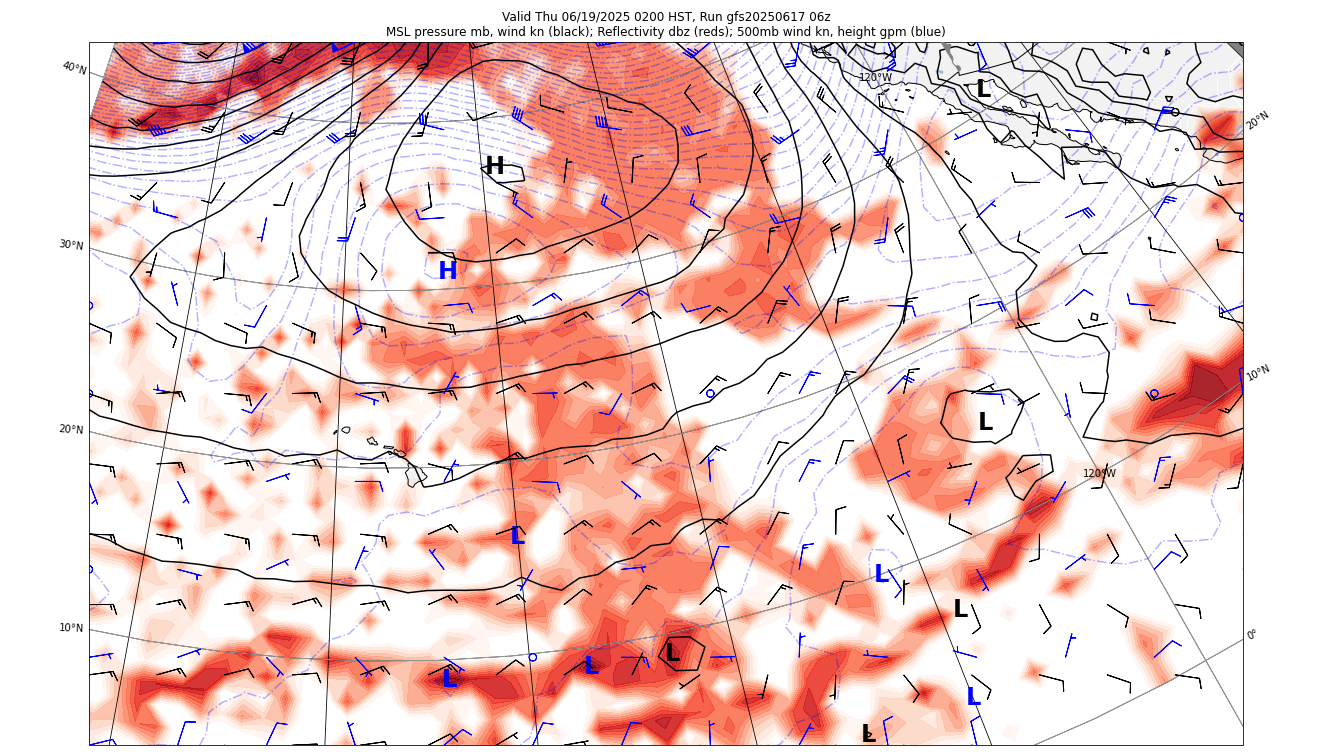 Valid Thu 06/19/2025 0200 HST, Run gfs20250617 06z
MSL pressure mb, wind kn (black); Reflectivity dbz (reds); 500mb wind kn, height gpm (blue)
40°N
120°W
L
20°N
H
30°N
H
10°N
20°N
L
120°W
L
L
L
10°N
0°
L
L
L
L
L